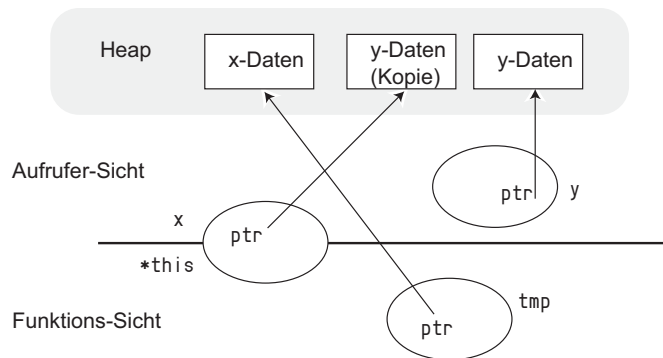 Heap
x-Daten
y-Daten
(Kopie)
y-Daten
Aufrufer-Sicht
ptr
y
x
ptr
*this
tmp
Funktions-Sicht
ptr